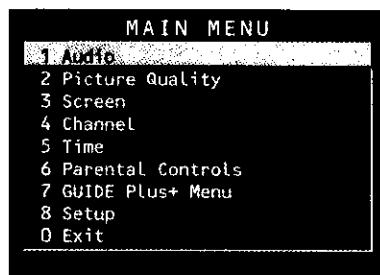 MAIN MENU
1 Audio
2 Picture Quality
3 Screen
4 Channel
5 Time
6 Parental Controls
7 GUIDE Plus+ Menu
8 Setup
0 Exit